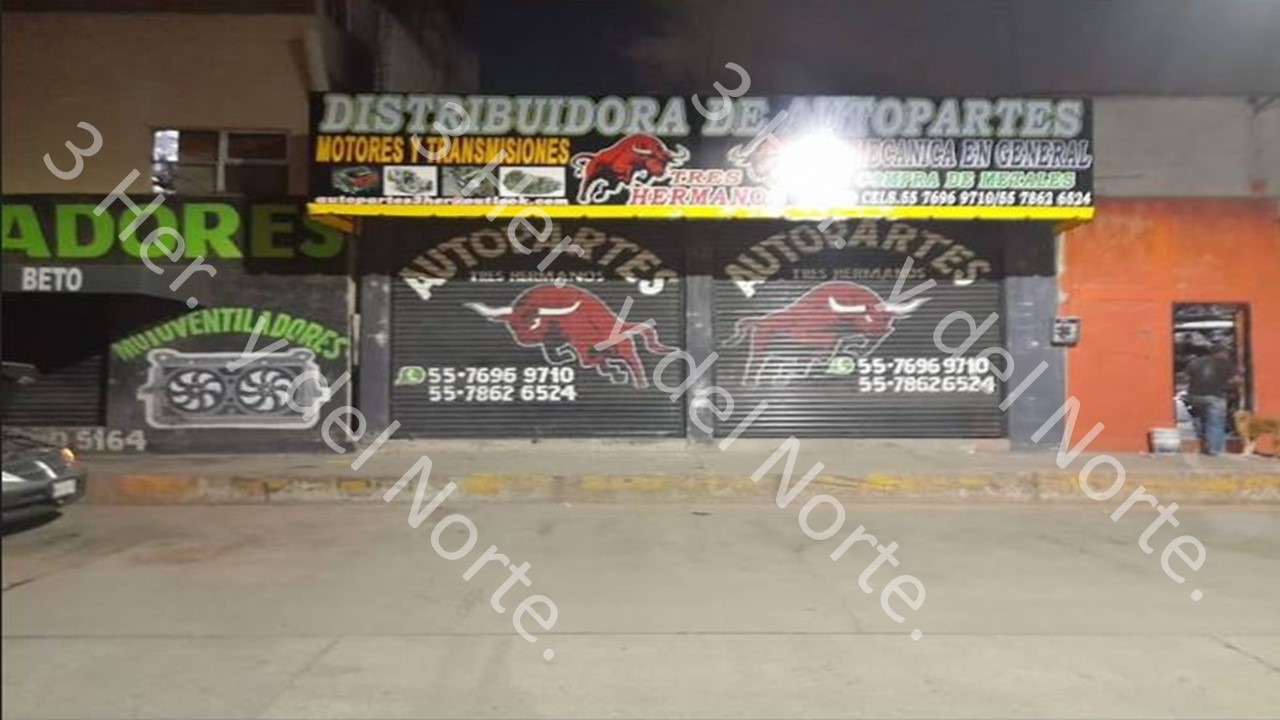 DISTRIBUIDORA DE AUTOPARTES
MOTORES Y TRANSMISIONES
TRES
HERMANOS
MECANICA EN GENERAL
COMPRA DE METALES
CELS.55 7696 9710/55 7862 6524
ADORES
BETO
MOTOVENTILADORES
5164
AUTOPARTES
TRES HERMANOS
55-7696 9710
55-7862 6524
AUTOPARTES
TRES HERMANOS
55-7696 9710
55-78626524
3 Her. y del Norte.
3 Her. y del Norte.
3 Her. y del Norte.